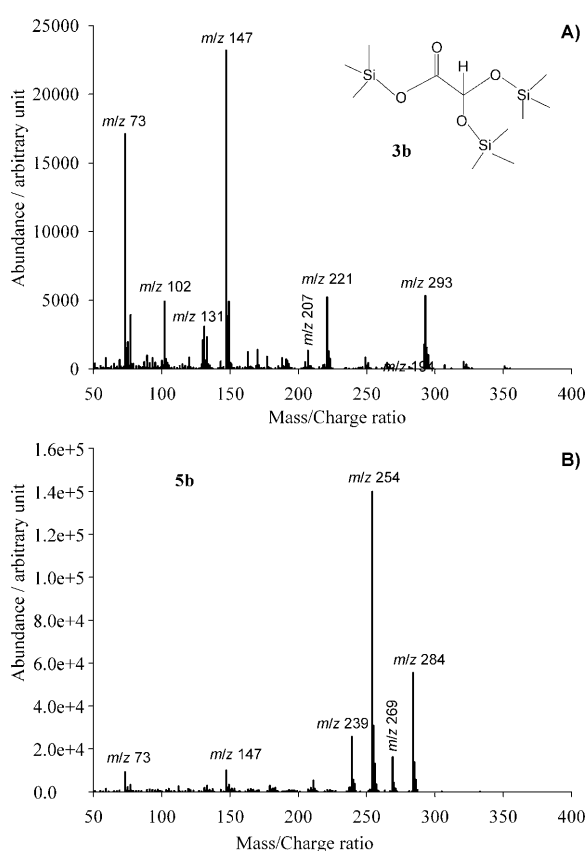 A)
25000
20000
15000
10000
5000
0
Abundance / arbitrary unit
m/z 147
m/z 73
m/z 102
m/z 131
m/z 207
m/z 221
m/z 293
m/z 191
Si
O
O
H
O
Si
O
Si
3b
50 100 150 200 250 300 350 400
Mass/Charge ratio
B)
5b
1.6e+5
1.4e+5
1.2e+5
1.0e+5
8.0e+4
6.0e+4
4.0e+4
2.0e+4
0.0
Abundance / arbitrary unit
m/z 254
m/z 284
m/z 239
m/z 269
m/z 73
m/z 147
50 100 150 200 250 300 350 400
Mass/Charge ratio